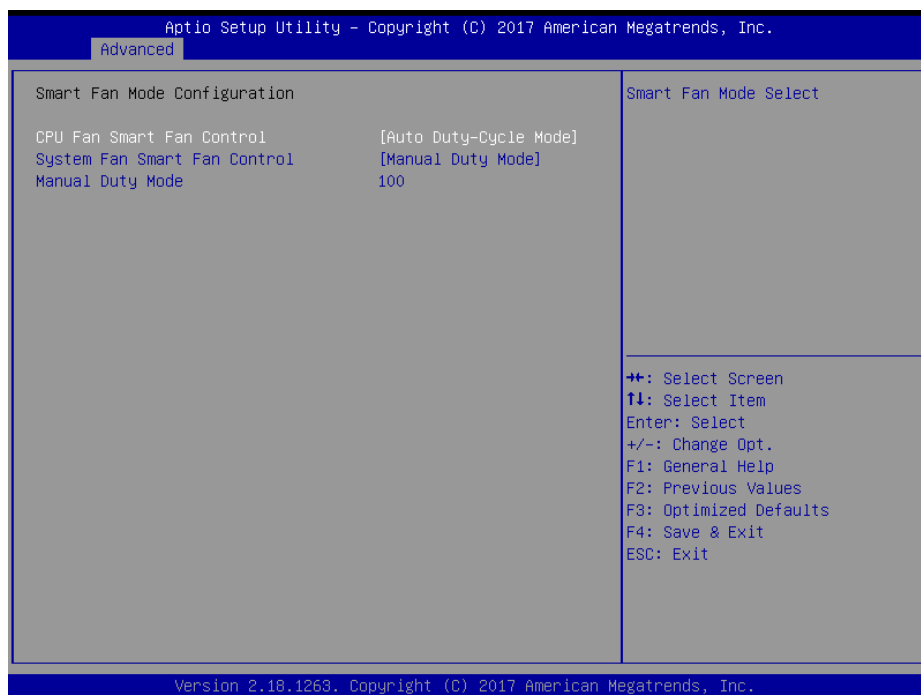 Aptio Setup Utility – Copyright (C) 2017 American Megatrends, Inc.
Advanced
Smart Fan Mode Configuration
CPU Fan Smart Fan Control [Auto Duty-Cycle Mode]
System Fan Smart Fan Control [Manual Duty Mode]
Manual Duty Mode 100
Smart Fan Mode Select
→←: Select Screen
↑↓: Select Item
Enter: Select
+/-: Change Opt.
F1: General Help
F2: Previous Values
F3: Optimized Defaults
F4: Save & Exit
ESC: Exit
Version 2.18.1263. Copyright (C) 2017 American Megatrends, Inc.